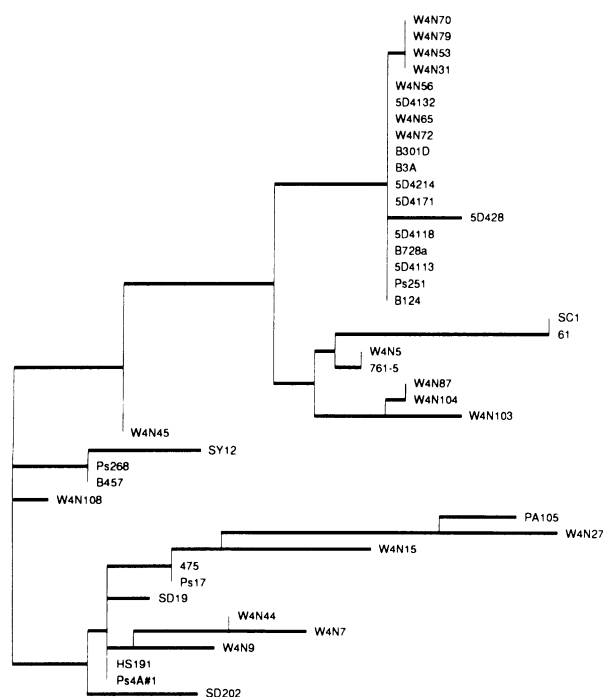 W4N70
W4N79
W4N53
W4N31
W4N56
5D4132
W4N65
W4N72
B301D
B3A
5D4214
5D4171
5D428
5D4118
B728a
5D4113
Ps251
B124
SC1
61
W4N5
761-5
W4N87
W4N104
W4N103
W4N45
SY12
Ps268
B457
W4N108
PA105
W4N27
W4N15
475
Ps17
SD19
W4N44
W4N7
W4N9
HS191
Ps4A#1
SD202